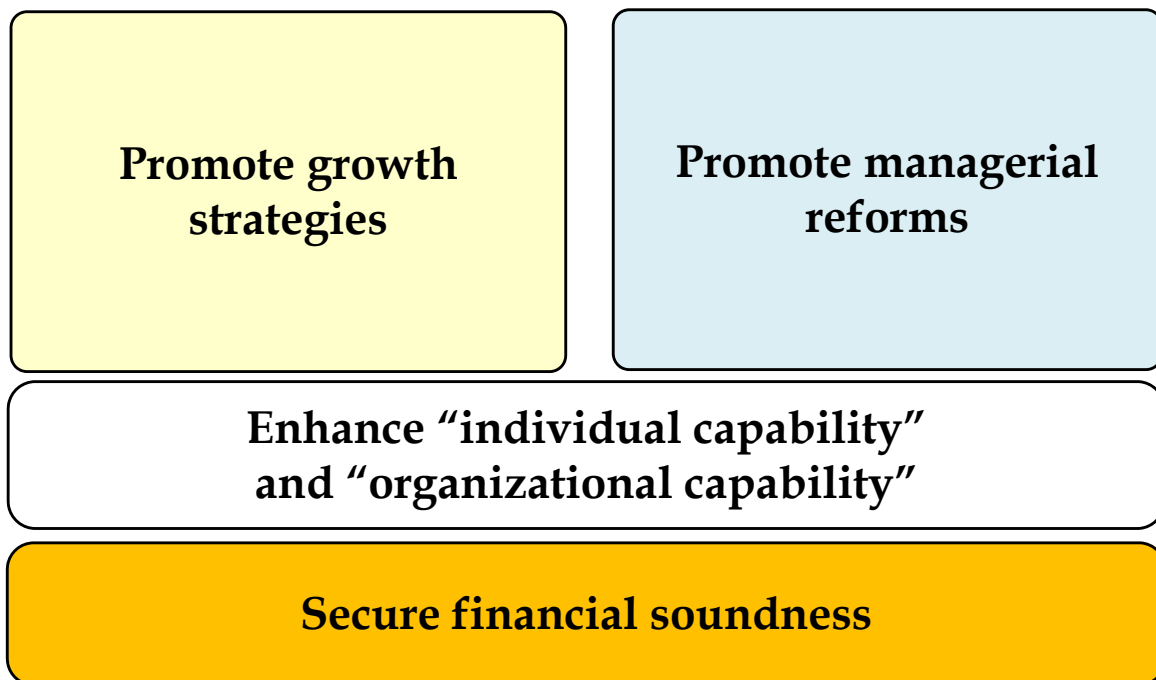 Promote growth
strategies
Promote managerial
reforms
Enhance “individual capability”
and “organizational capability”
Secure financial soundness